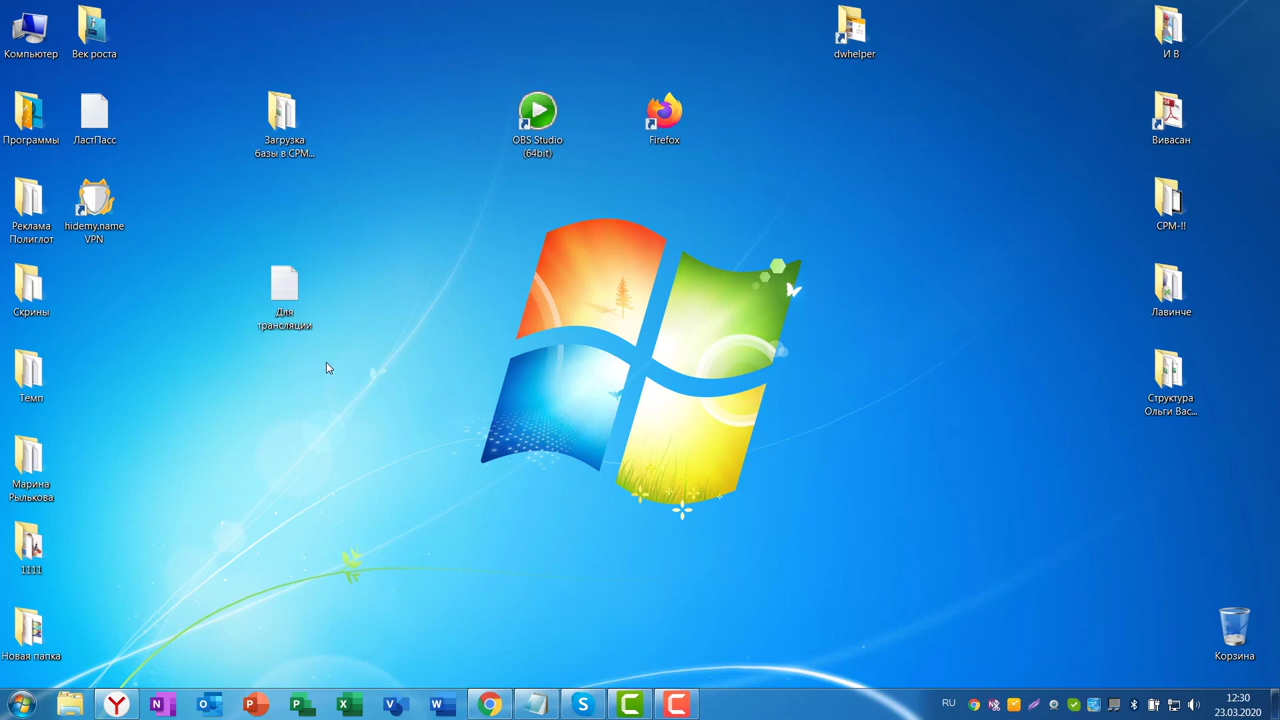 Компьютер
Век роста
dwhelper
И В
Программы
ЛастПасс
Загрузка
базы в СРМ...
OBS Studio
(64bit)
Firefox
Вивасан
Реклама
Полиглот
hidemy.name
VPN
СРМ-!!
Скрины
Для
трансляции
Лавинче
Темп
Структура
Ольги Вас...
Марина
Рылькова
1111
Новая папка
Корзина
RU
12:30
23.03.2020